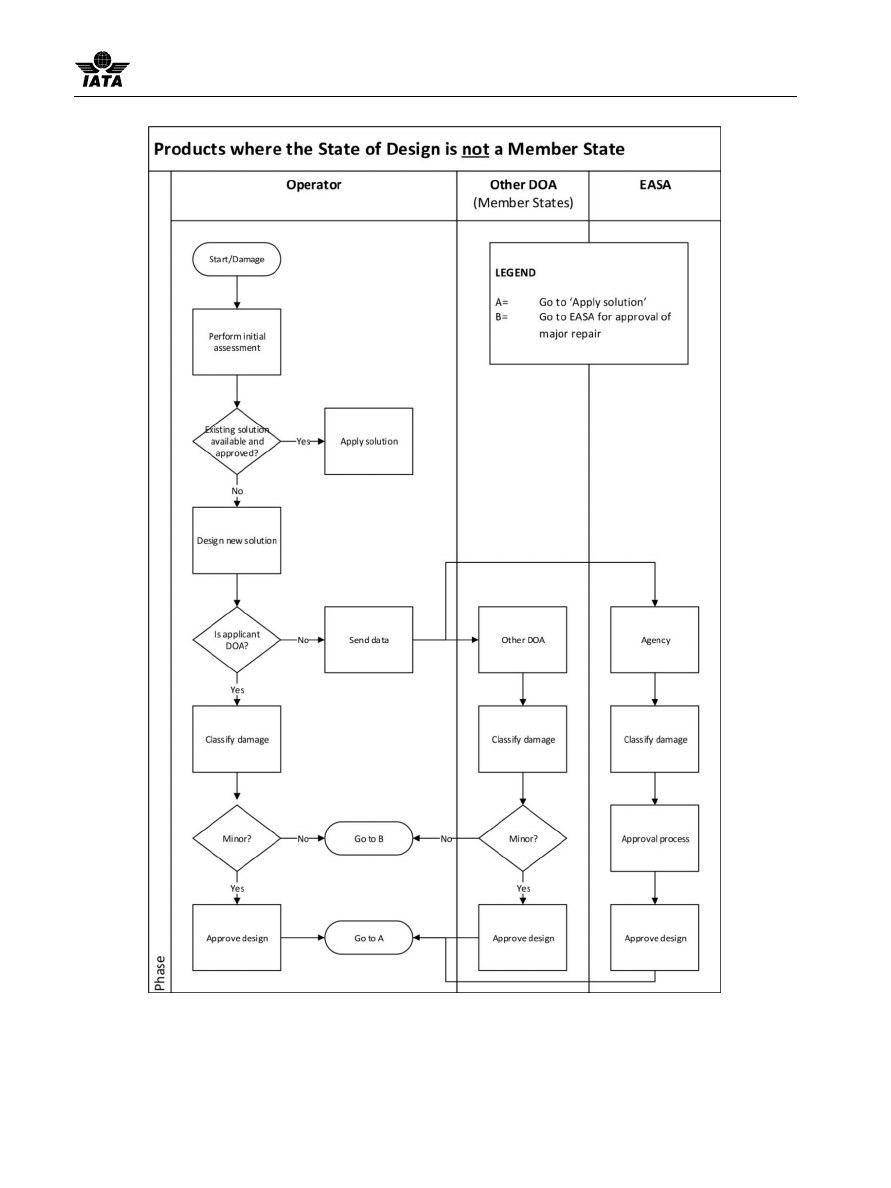 IATA
Products where the State of Design is not a Member State
Operator
Other DOA
(Member States)
EASA
Start/Damage
LEGEND
A= Go to ‘Apply solution’
B= Go to EASA for approval of
major repair
Perform initial
assessment
Existing solution
available and
approved?
Yes
Apply solution
No
Design new solution
Is applicant
DOA?
No
Send data
Other DOA
Agency
Yes
Classify damage
Classify damage
Classify damage
Minor?
No
Go to B
No
Minor?
Approval process
Yes
Yes
Approve design
Go to A
Approve design
Approve design
Phase